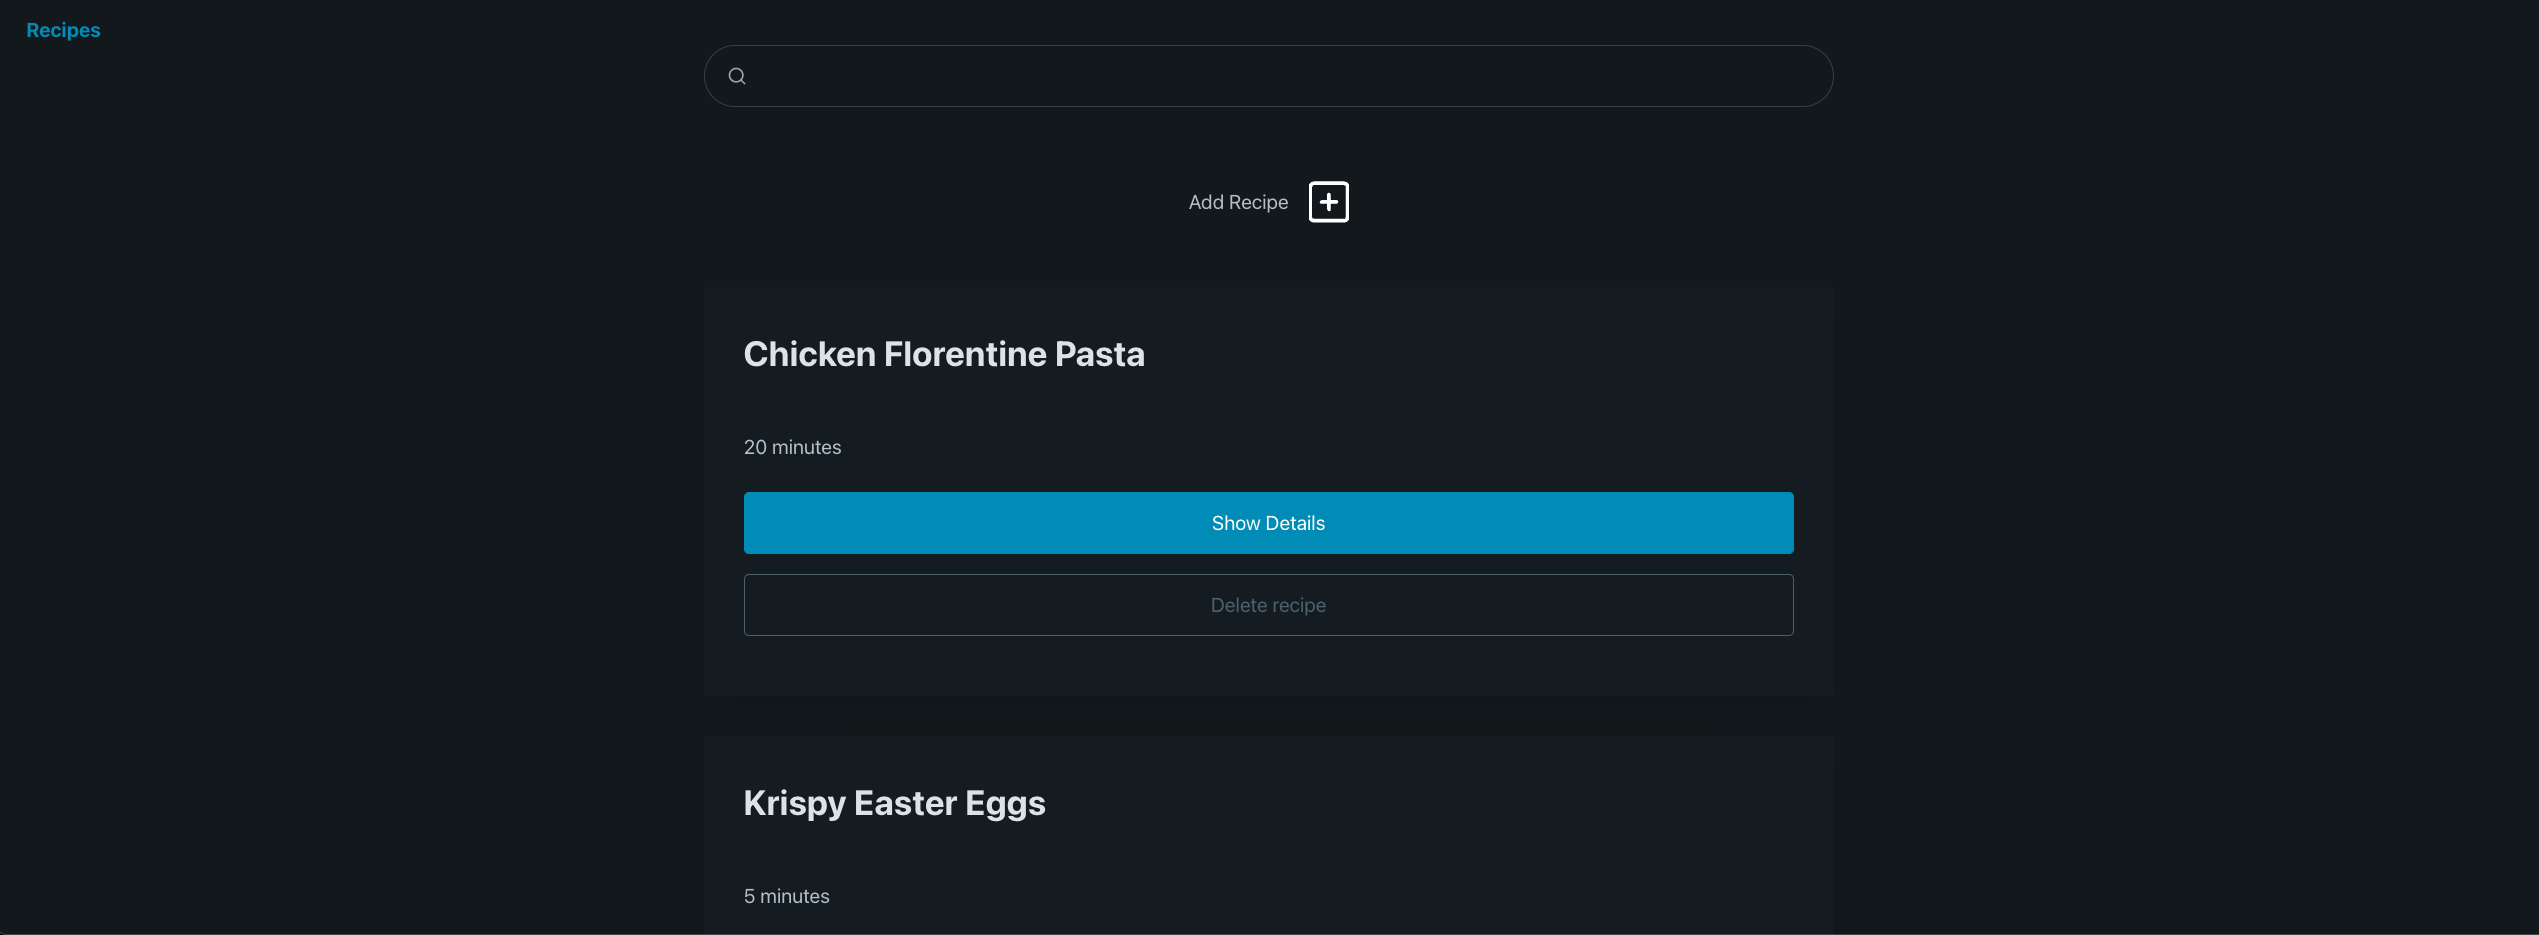 Recipes
Add Recipe
Chicken Florentine Pasta
20 minutes
Show Details
Delete recipe
Krispy Easter Eggs
5 minutes